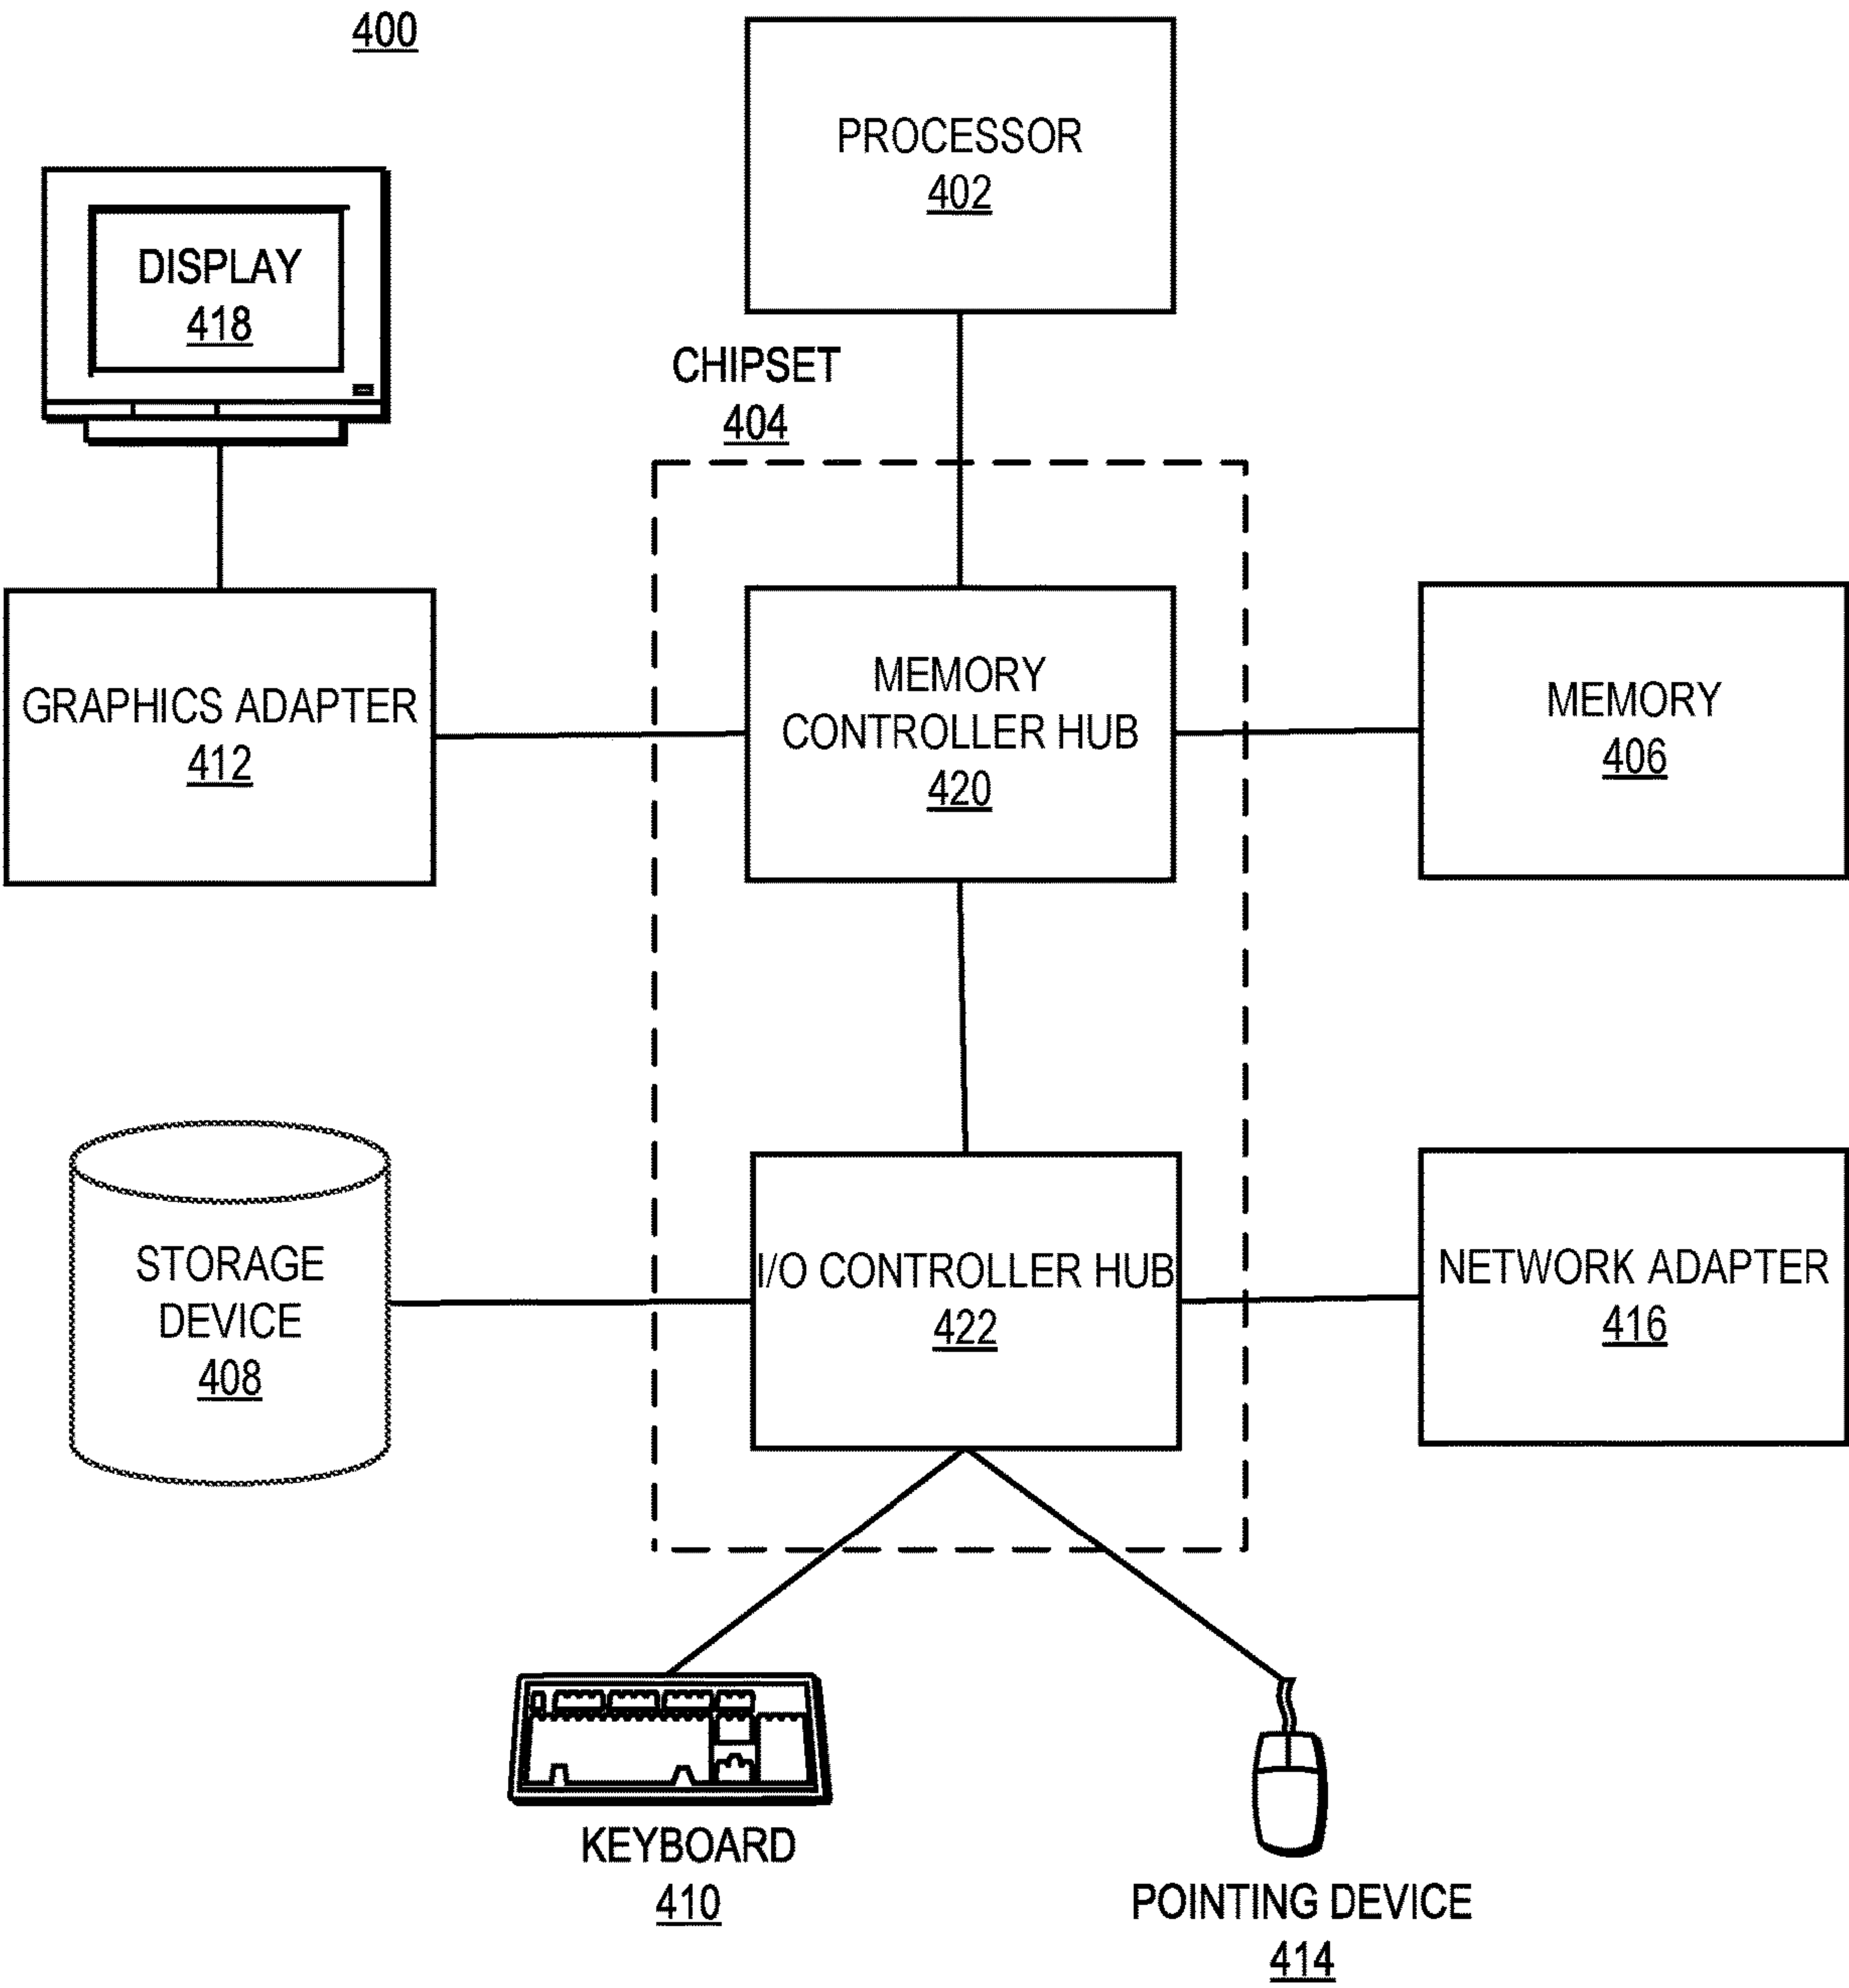 400
PROCESSOR
402
DISPLAY
418
CHIPSET
404
GRAPHICS ADAPTER
412
MEMORY
CONTROLLER HUB
420
MEMORY
406
STORAGE
DEVICE
408
I/O CONTROLLER HUB
422
NETWORK ADAPTER
416
KEYBOARD
410
POINTING DEVICE
414